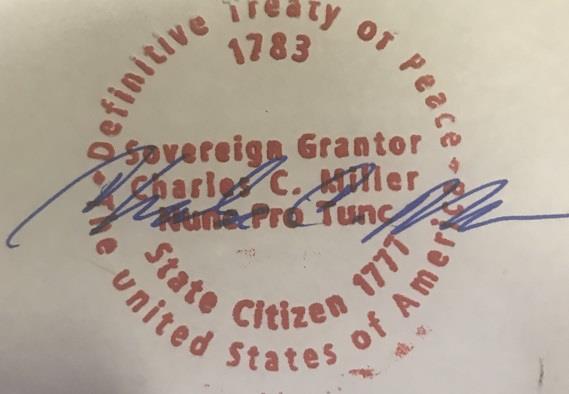 Definitive Treaty of Peace
1783
Sovereign Grantor
Charles C. Miller
Nunc Pro Tunc
State Citizen 1777
The United States of America